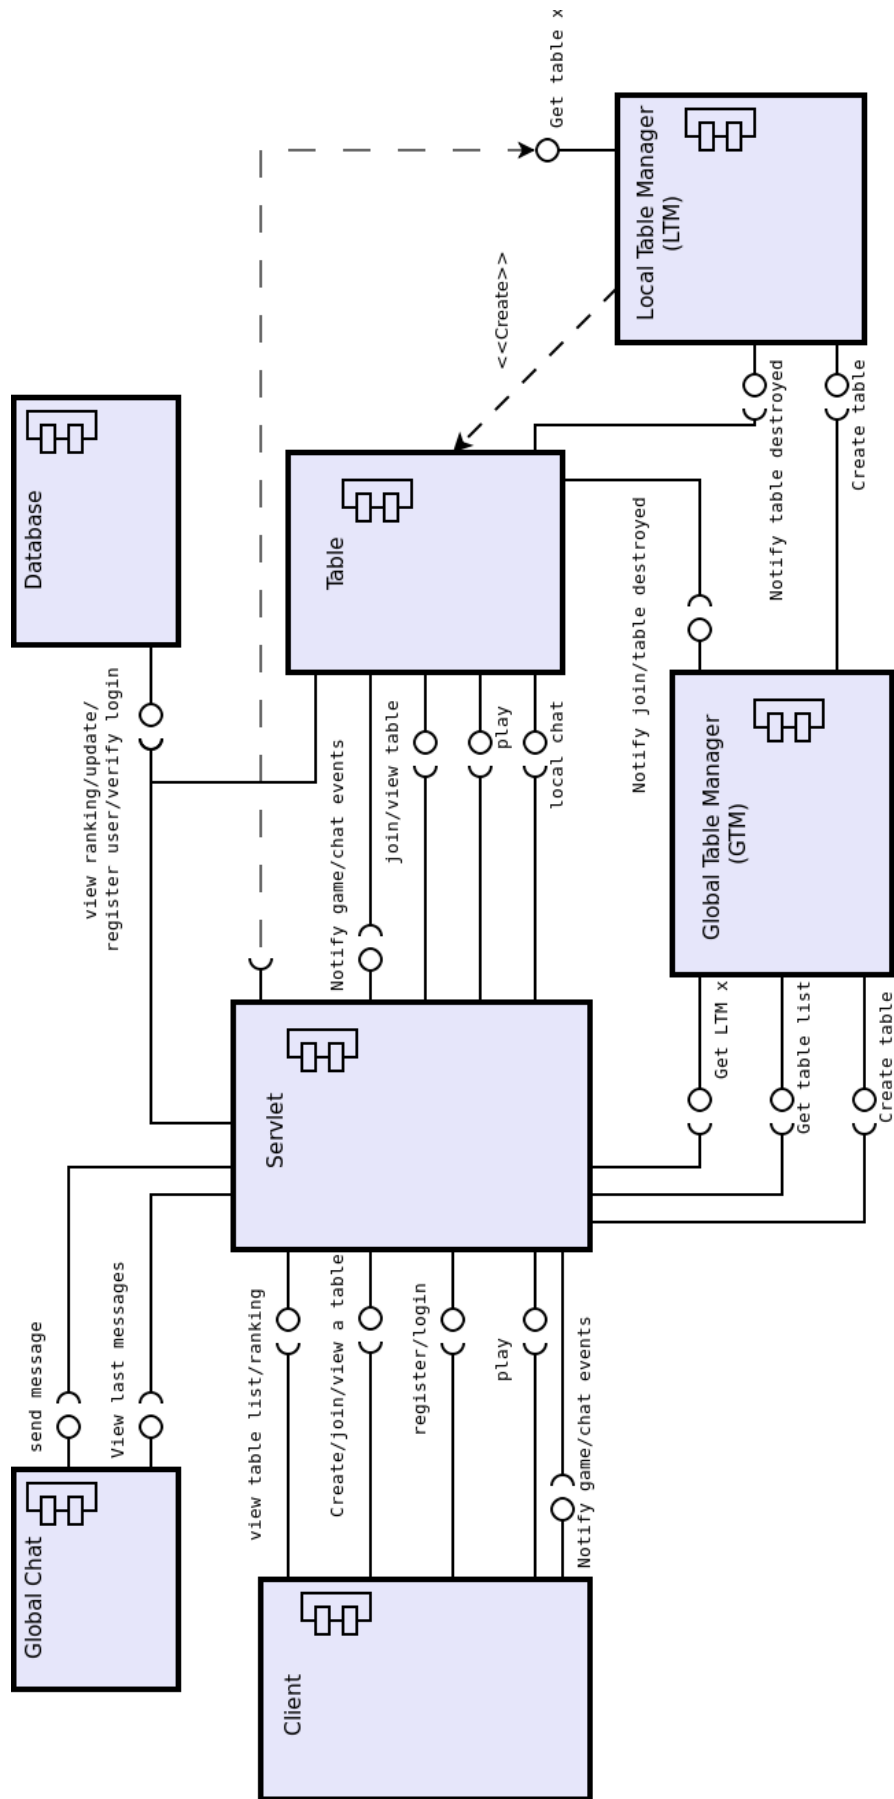 Global Chat
send message
View last messages
view ranking/update/
register user/verify login
Database
Client
view table list/ranking
Create/join/view a table
register/login
play
Notify game/chat events
Servlet
Notify game/chat events
join/view table
play
local chat
Table
<<Create>>
Get table x
Get LTM x
Get table list
Create table
Global Table Manager
(GTM)
Notify join/table destroyed
Notify table destroyed
Create table
Local Table Manager
(LTM)